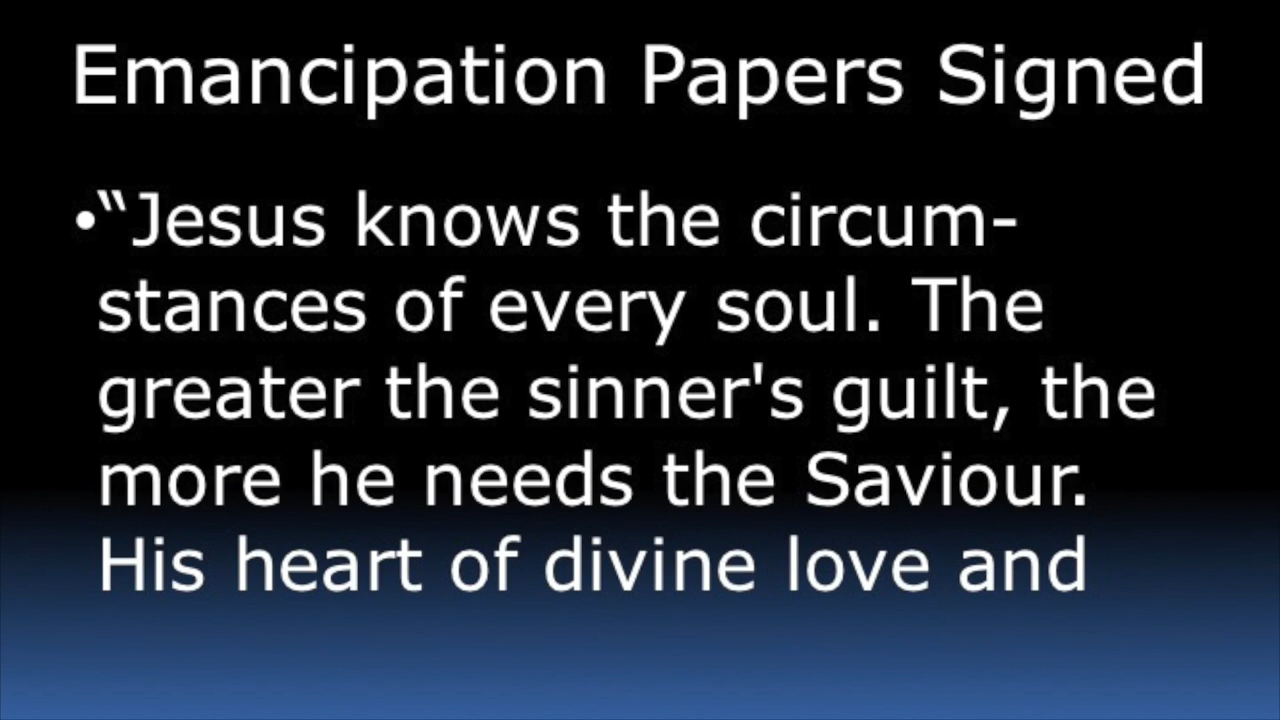 Emancipation Papers Signed
•“Jesus knows the circum-
stances of every soul. The
greater the sinner's guilt, the
more he needs the Saviour.
His heart of divine love and